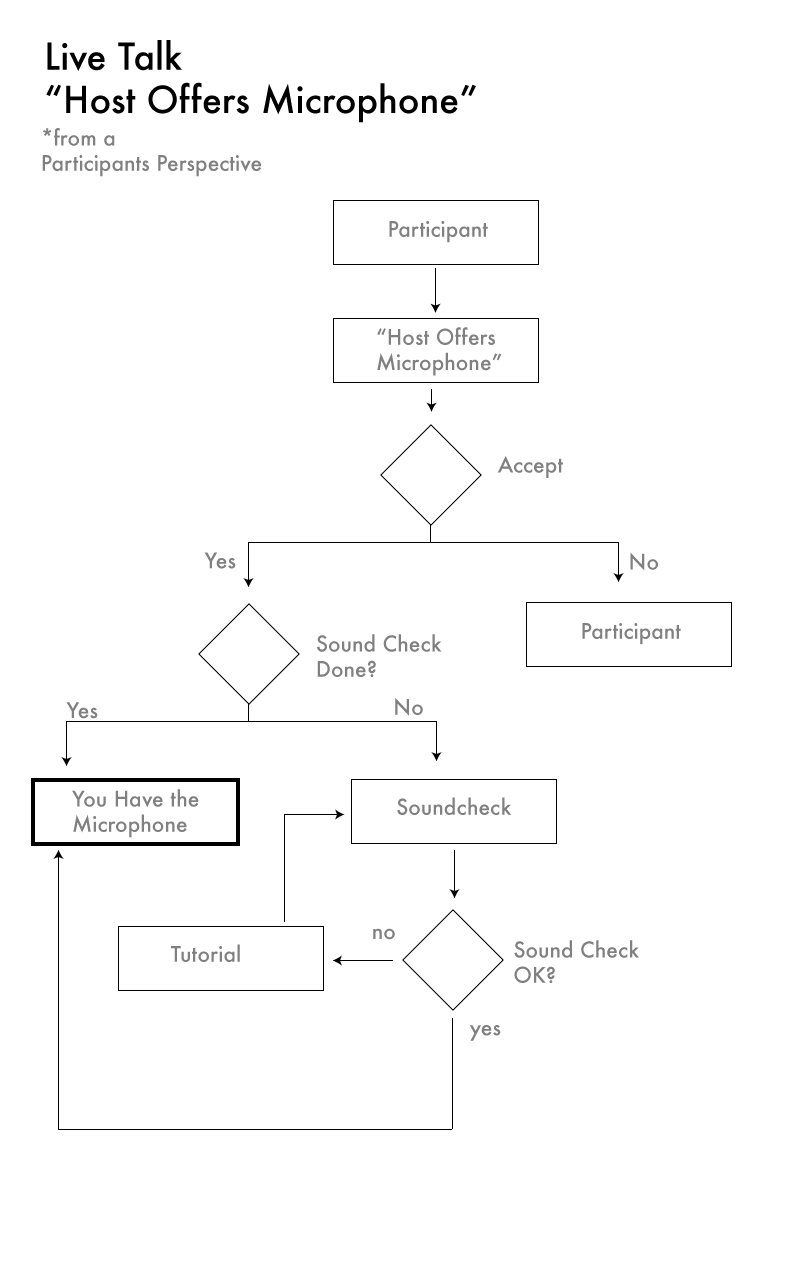 Live Talk
“Host Offers Microphone”
*from a
Participants Perspective
Participant
“Host Offers
Microphone”
Accept
Yes
No
Participant
Sound Check
Done?
Yes
No
You Have the
Microphone
Soundcheck
no
Tutorial
Sound Check
OK?
yes